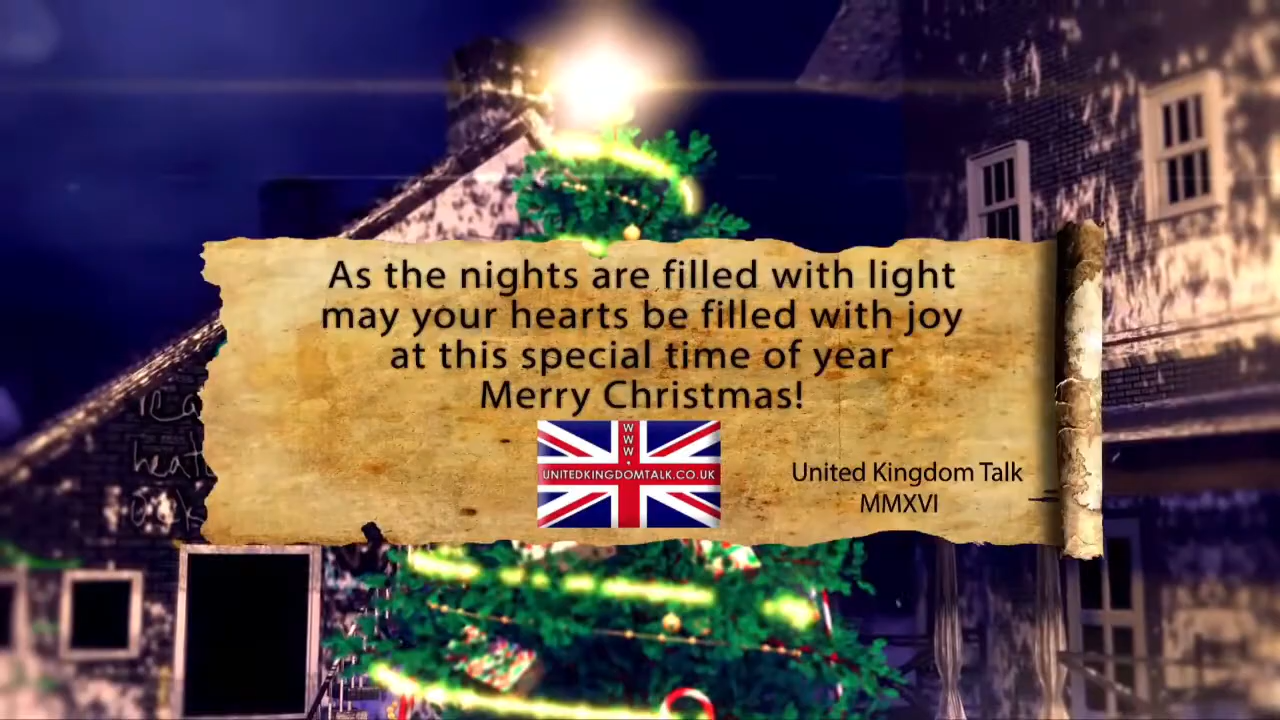 As the nights are filled with light
may your hearts be filled with joy
at this special time of year
Merry Christmas!
WWW.
UNITEDKINGDOMTALK.CO.UK
United Kingdom Talk
MMXVI